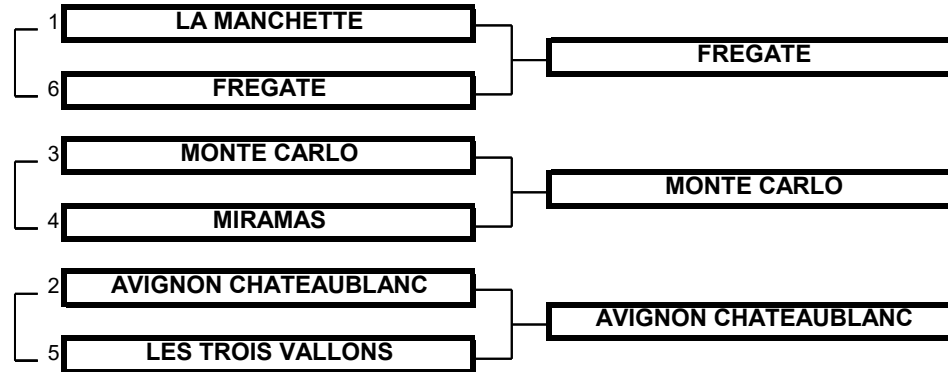 1 LA MANCHETTE
FREGATE
6 FREGATE
3 MONTE CARLO
MONTE CARLO
4 MIRAMAS
2 AVIGNON CHATEAUBLANC
AVIGNON CHATEAUBLANC
5 LES TROIS VALLONS